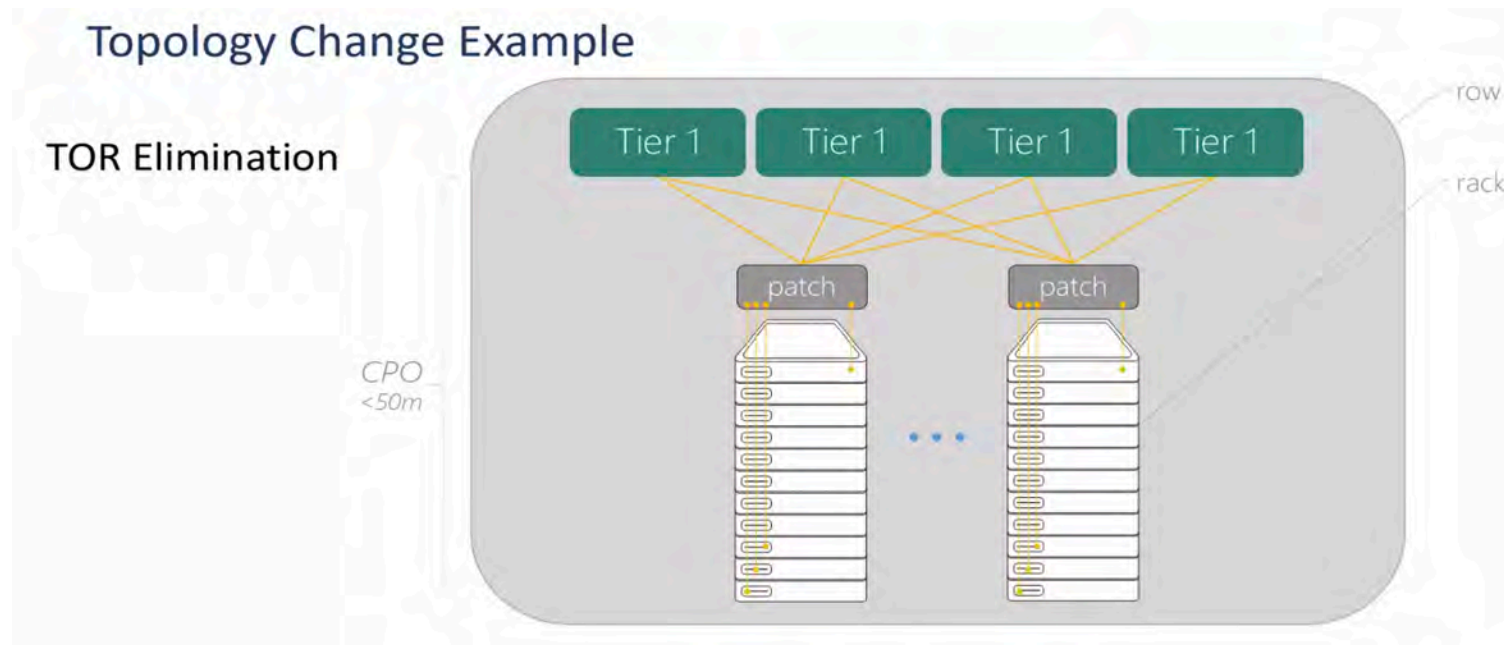 Topology Change Example
TOR Elimination
row
Tier 1 Tier 1 Tier 1 Tier 1
rack
patch patch
CPO
<50m